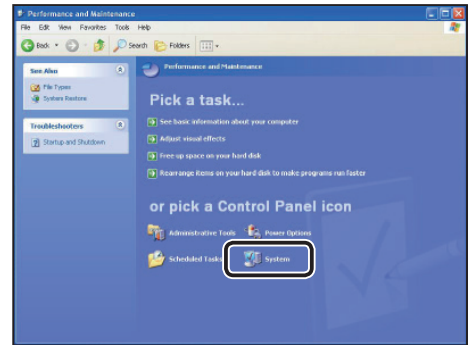 Performance and Maintenance
File Edit View Favorites Tools Help
Back Search Folders
See Also
File Types
System Restore
Troubleshooters
Startup and Shutdown
Performance and Maintenance
Pick a task...
See basic information about your computer
Adjust visual effects
Free up space on your hard disk
Rearrange items on your hard disk to make programs run faster
or pick a Control Panel icon
Administrative Tools Power Options
Scheduled Tasks System